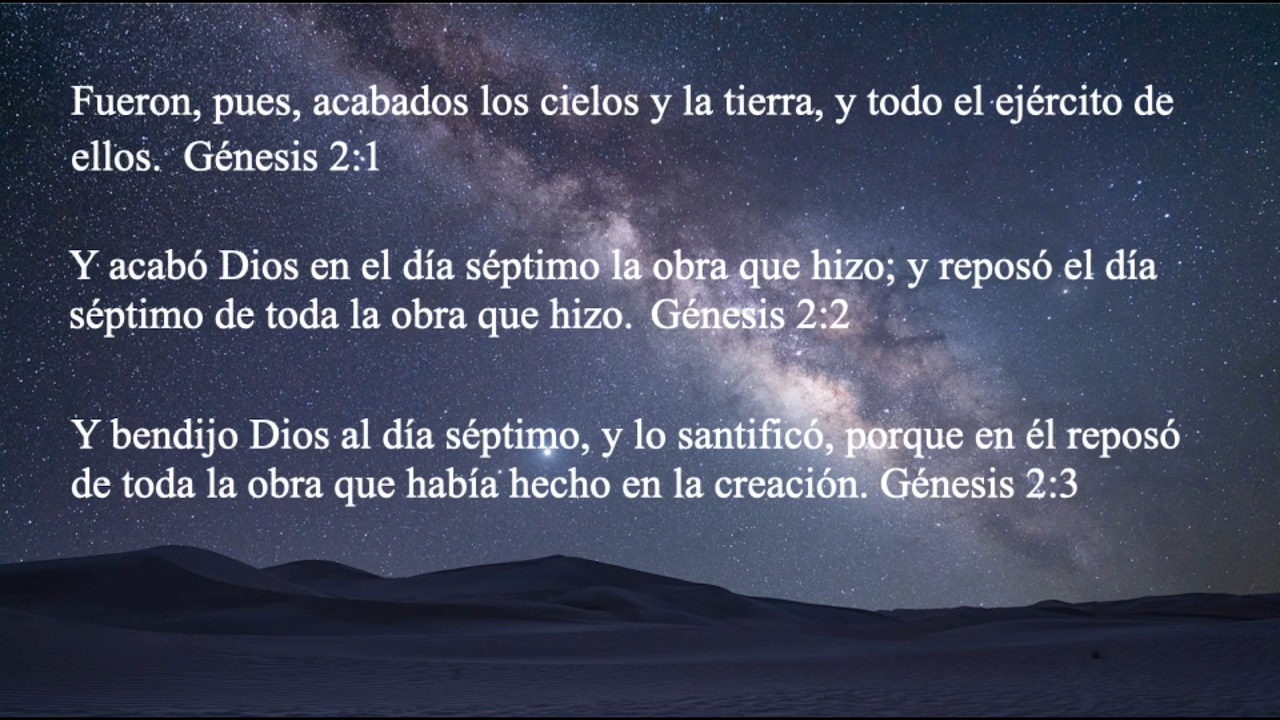 Fueron, pues, acabados los cielos y la tierra, y todo el ejército de
ellos. Génesis 2:1
Y acabó Dios en el día séptimo la obra que hizo; y reposó el día
séptimo de toda la obra que hizo. Génesis 2:2
Y bendijo Dios al día séptimo, y lo santificó, porque en él reposó
de toda la obra que había hecho en la creación. Génesis 2:3